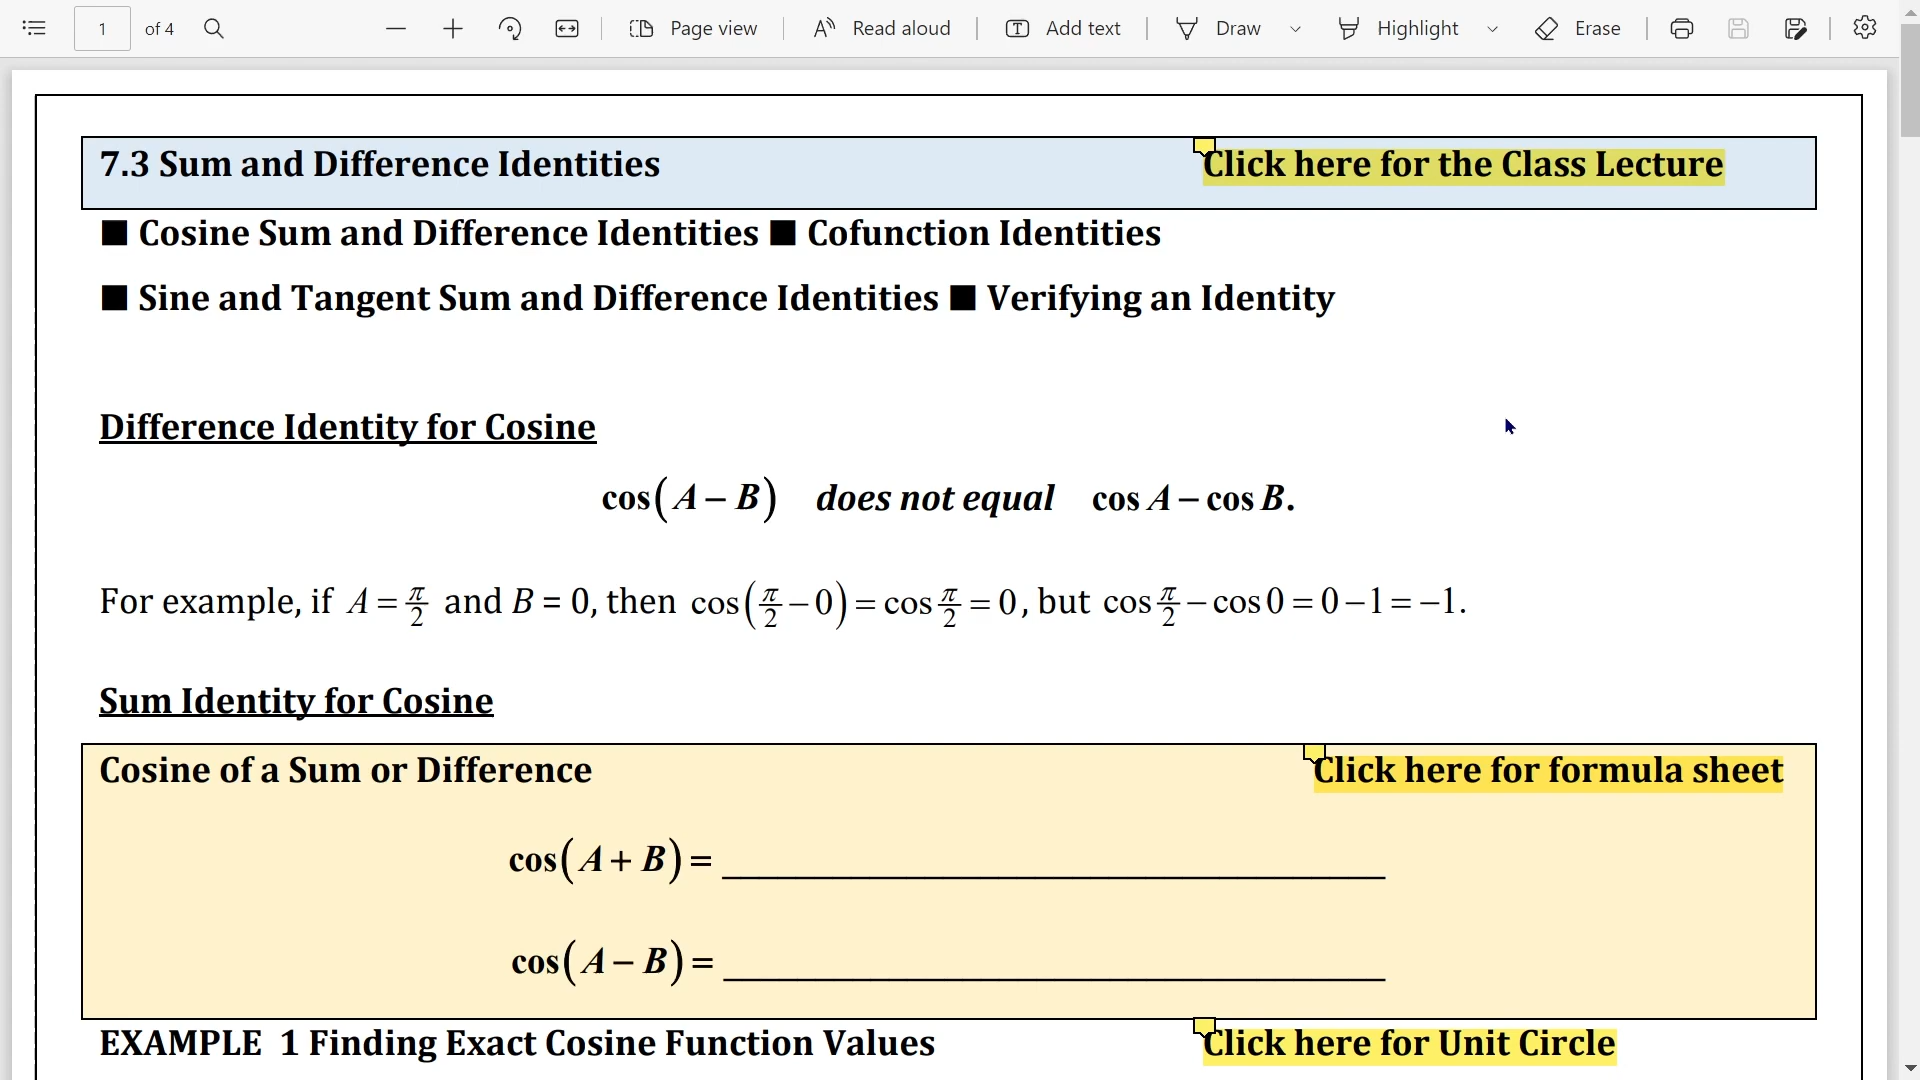 1 of 4 Page view Read aloud Add text Draw Highlight Erase
7.3 Sum and Difference Identities Click here for the Class Lecture
■ Cosine Sum and Difference Identities ■ Cofunction Identities
■ Sine and Tangent Sum and Difference Identities ■ Verifying an Identity
Difference Identity for Cosine
cos(A − B) does not equal cos A − cos B.
For example, if A = π/2 and B = 0, then cos(π/2 − 0) = cos π/2 = 0, but cos π/2 − cos 0 = 0 − 1 = −1.
Sum Identity for Cosine
Cosine of a Sum or Difference Click here for formula sheet
cos(A + B) = ____________________________________
cos(A − B) = ____________________________________
EXAMPLE 1 Finding Exact Cosine Function Values Click here for Unit Circle